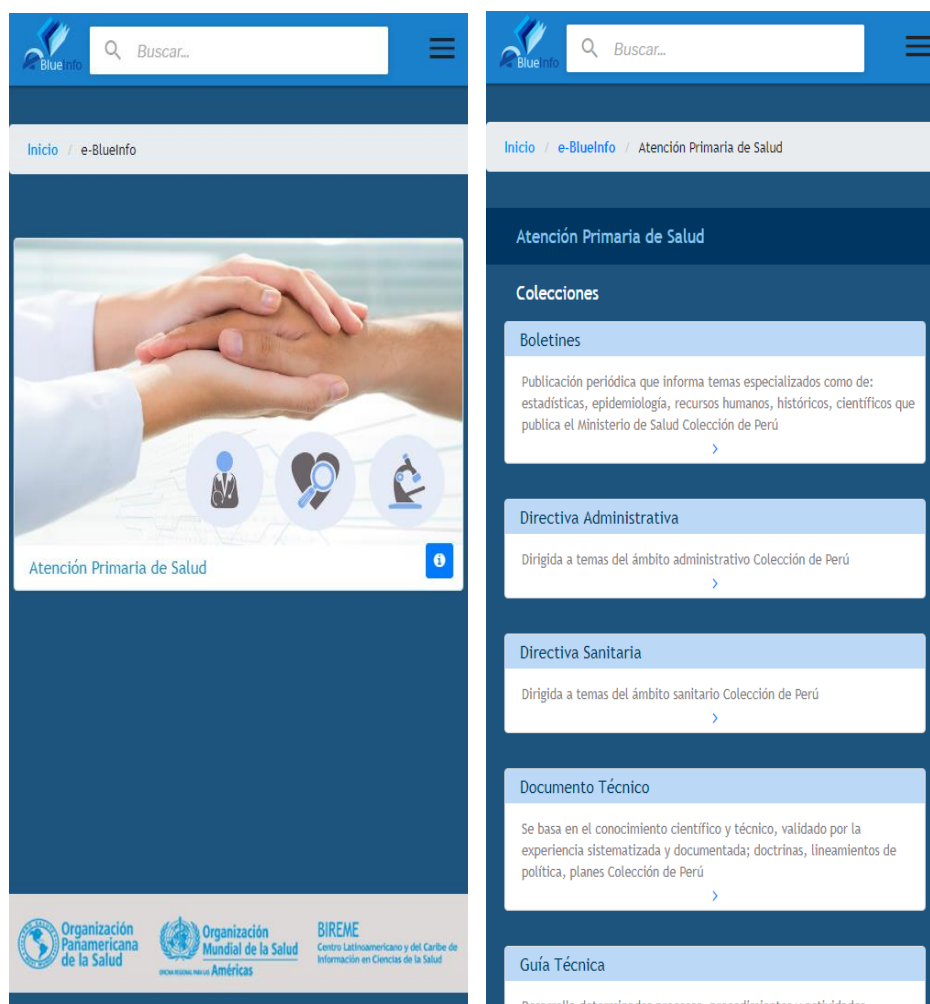 BlueInfo
Buscar...
Inicio / e-BlueInfo
Atención Primaria de Salud
Organización
Panamericana
de la Salud
Organización
Mundial de la Salud
OFICINA REGIONAL PARA LAS Américas
BIREME
Centro Latinoamericano y del Caribe de
Información en Ciencias de la Salud
BlueInfo
Buscar...
Inicio / e-BlueInfo / Atención Primaria de Salud
Atención Primaria de Salud
Colecciones
Boletines
Publicación periódica que informa temas especializados como de:
estadísticas, epidemiología, recursos humanos, históricos, científicos que
publica el Ministerio de Salud Colección de Perú
Directiva Administrativa
Dirigida a temas del ámbito administrativo Colección de Perú
Directiva Sanitaria
Dirigida a temas del ámbito sanitario Colección de Perú
Documento Técnico
Se basa en el conocimiento científico y técnico, validado por la
experiencia sistematizada y documentada; doctrinas, lineamientos de
política, planes Colección de Perú
Guía Técnica